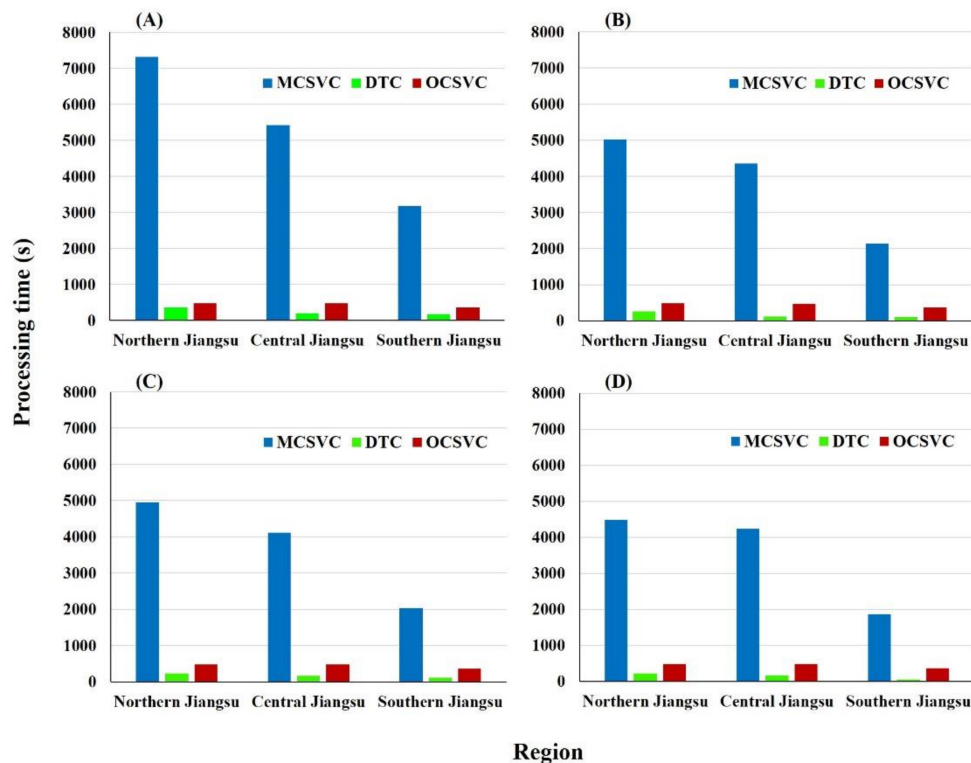 (A)
8000
7000
6000
5000
4000
3000
2000
1000
0
MCSVC DTC OCSVC
Northern Jiangsu Central Jiangsu Southern Jiangsu
(B)
8000
7000
6000
5000
4000
3000
2000
1000
0
MCSVC DTC OCSVC
Northern Jiangsu Central Jiangsu Southern Jiangsu
Processing time (s)
(C)
8000
7000
6000
5000
4000
3000
2000
1000
0
MCSVC DTC OCSVC
Northern Jiangsu Central Jiangsu Southern Jiangsu
(D)
8000
7000
6000
5000
4000
3000
2000
1000
0
MCSVC DTC OCSVC
Northern Jiangsu Central Jiangsu Southern Jiangsu
Region